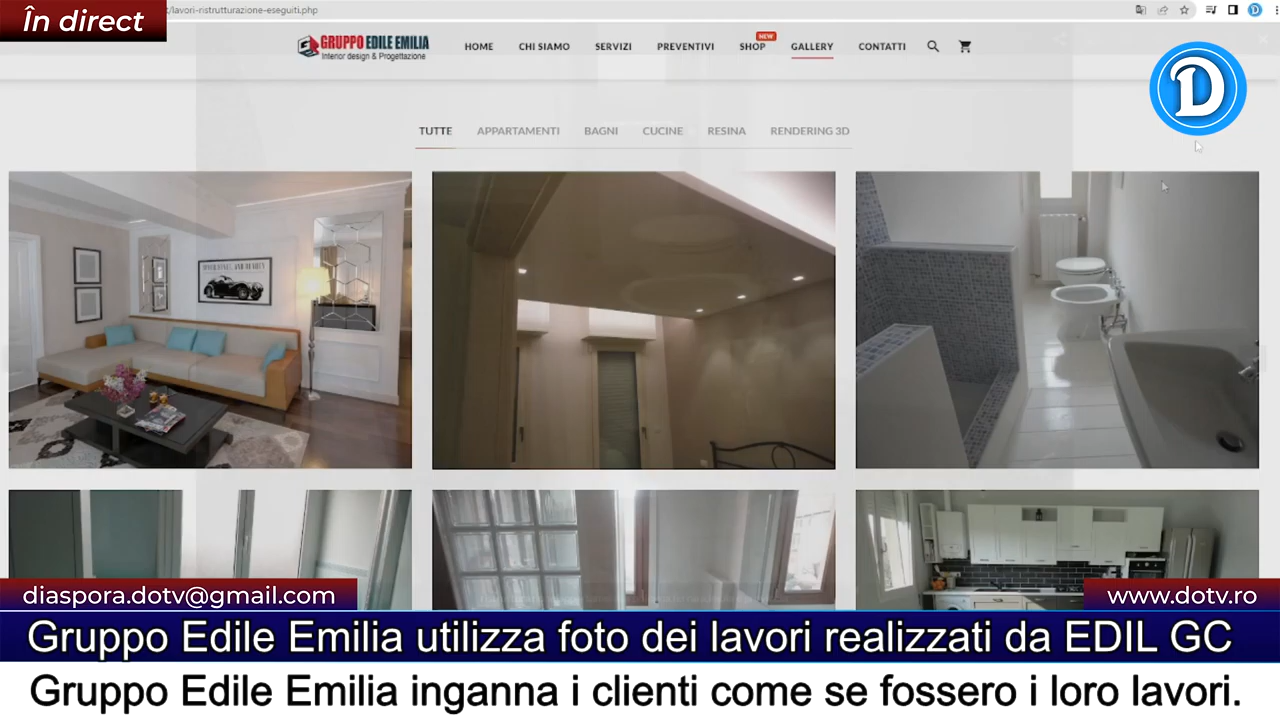 În direct
/lavori-ristrutturazione-eseguiti.php
GRUPPO EDILE EMILIA
Interior design & Progettazione
HOME CHI SIAMO SERVIZI PREVENTIVI SHOP NEW GALLERY CONTATTI
D
TUTTE APPARTAMENTI BAGNI CUCINE RESINA RENDERING 3D
diaspora.dotv@gmail.com
www.dotv.ro
Gruppo Edile Emilia utilizza foto dei lavori realizzati da EDIL GC
Gruppo Edile Emilia inganna i clienti come se fossero i loro lavori.